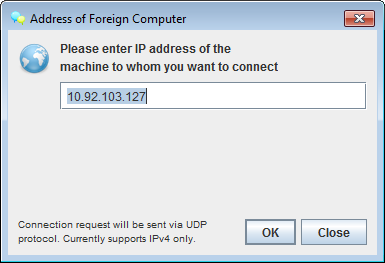 Address of Foreign Computer
Please enter IP address of the
machine to whom you want to connect
10.92.103.127
Connection request will be sent via UDP
protocol. Currently supports IPv4 only.
OK
Close